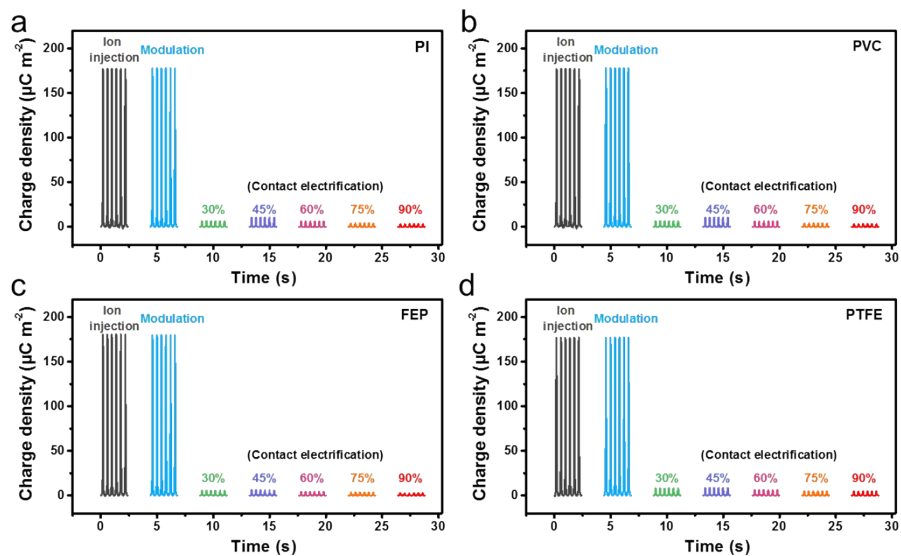 a
Ion
injection
Modulation
PI
Charge density (μC m⁻²)
200
150
100
50
0
(Contact electrification)
30% 45% 60% 75% 90%
0 5 10 15 20 25 30
Time (s)
b
Ion
injection
Modulation
PVC
Charge density (μC m⁻²)
200
150
100
50
0
(Contact electrification)
30% 45% 60% 75% 90%
0 5 10 15 20 25 30
Time (s)
c
Ion
injection
Modulation
FEP
Charge density (μC m⁻²)
200
150
100
50
0
(Contact electrification)
30% 45% 60% 75% 90%
0 5 10 15 20 25 30
Time (s)
d
Ion
injection
Modulation
PTFE
Charge density (μC m⁻²)
200
150
100
50
0
(Contact electrification)
30% 45% 60% 75% 90%
0 5 10 15 20 25 30
Time (s)